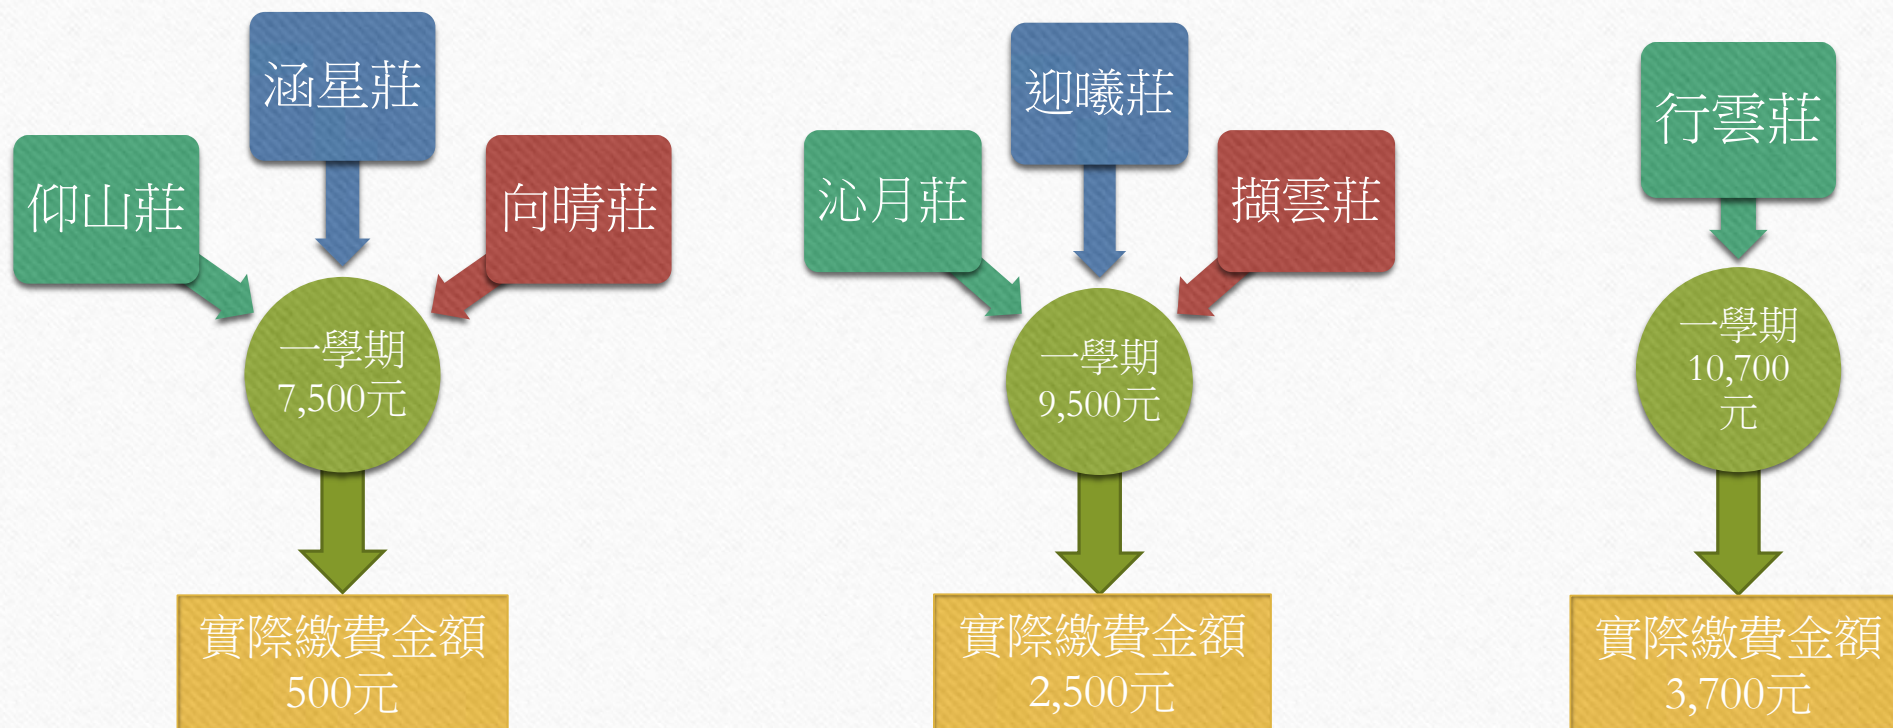 涵星莊
仰山莊
向晴莊
一學期
7,500元
實際繳費金額
500元
迎曦莊
沁月莊
擷雲莊
一學期
9,500元
實際繳費金額
2,500元
行雲莊
一學期
10,700
元
實際繳費金額
3,700元